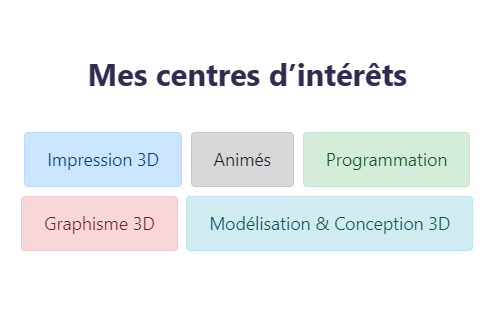 Mes centres d’intérêts
Impression 3D Animés Programmation
Graphisme 3D Modélisation & Conception 3D